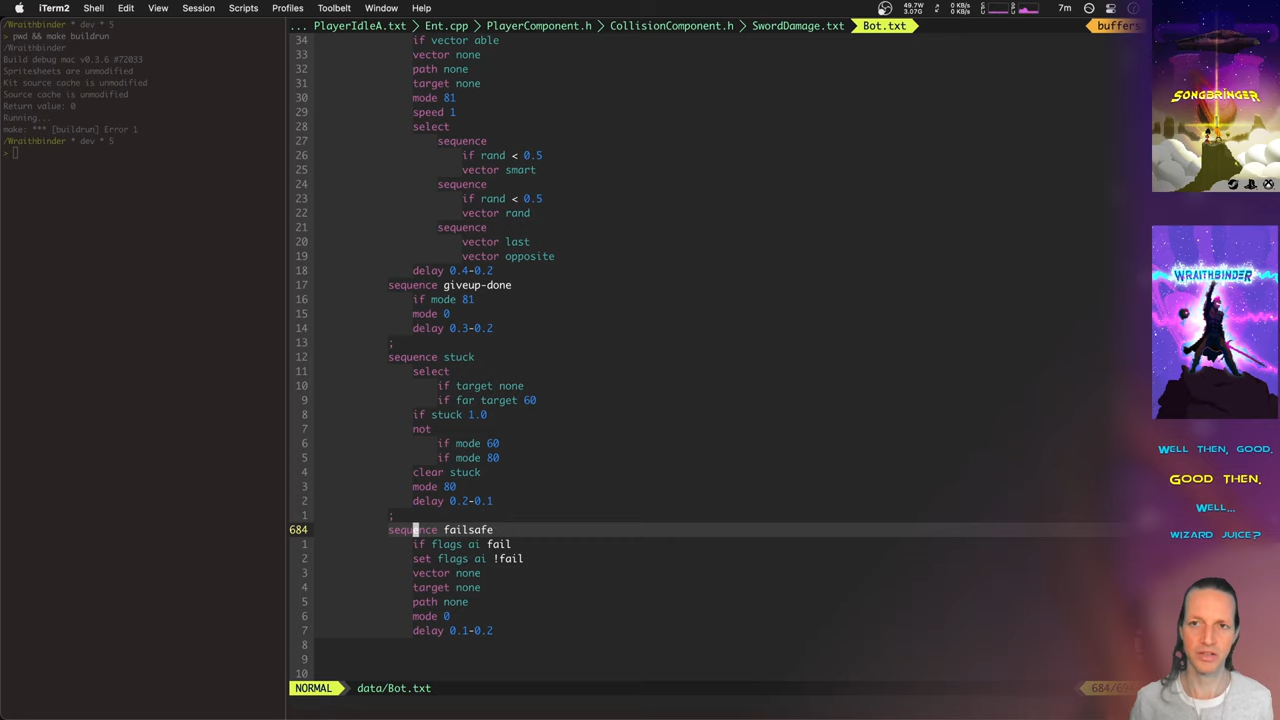 iTerm2 Shell Edit View Session Scripts Profiles Toolbelt Window Help
49.7W 3.07G 0 KB/s 0 KB/s 7m
/Wraithbinder * dev * 5
> pwd && make buildrun
/Wraithbinder
Build debug mac v0.3.6 #72033
Spritesheets are unmodified
Kit source cache is unmodified
Source cache is unmodified
Return value: 0
Running...
make: *** [buildrun] Error 1
/Wraithbinder * dev * 5
>
... PlayerIdleA.txt Ent.cpp PlayerComponent.h CollisionComponent.h SwordDamage.txt Bot.txt buffers
34 if vector able
33 vector none
32 path none
31 target none
30 mode 81
29 speed 1
28 select
27 sequence
26 if rand < 0.5
25 vector smart
24 sequence
23 if rand < 0.5
22 vector rand
21 sequence
20 vector last
19 vector opposite
18 delay 0.4-0.2
17 sequence giveup-done
16 if mode 81
15 mode 0
14 delay 0.3-0.2
13 ;
12 sequence stuck
11 select
10 if target none
9 if far target 60
8 if stuck 1.0
7 not
6 if mode 60
5 if mode 80
4 clear stuck
3 mode 80
2 delay 0.2-0.1
1 ;
684 sequence failsafe
1 if flags ai fail
2 set flags ai !fail
3 vector none
4 target none
5 path none
6 mode 0
7 delay 0.1-0.2
8
9
10
NORMAL data/Bot.txt
SONGBRINGER
WRAITHBINDER
WELL THEN, GOOD.
GOOD THEN.
WELL...
WIZARD JUICE?